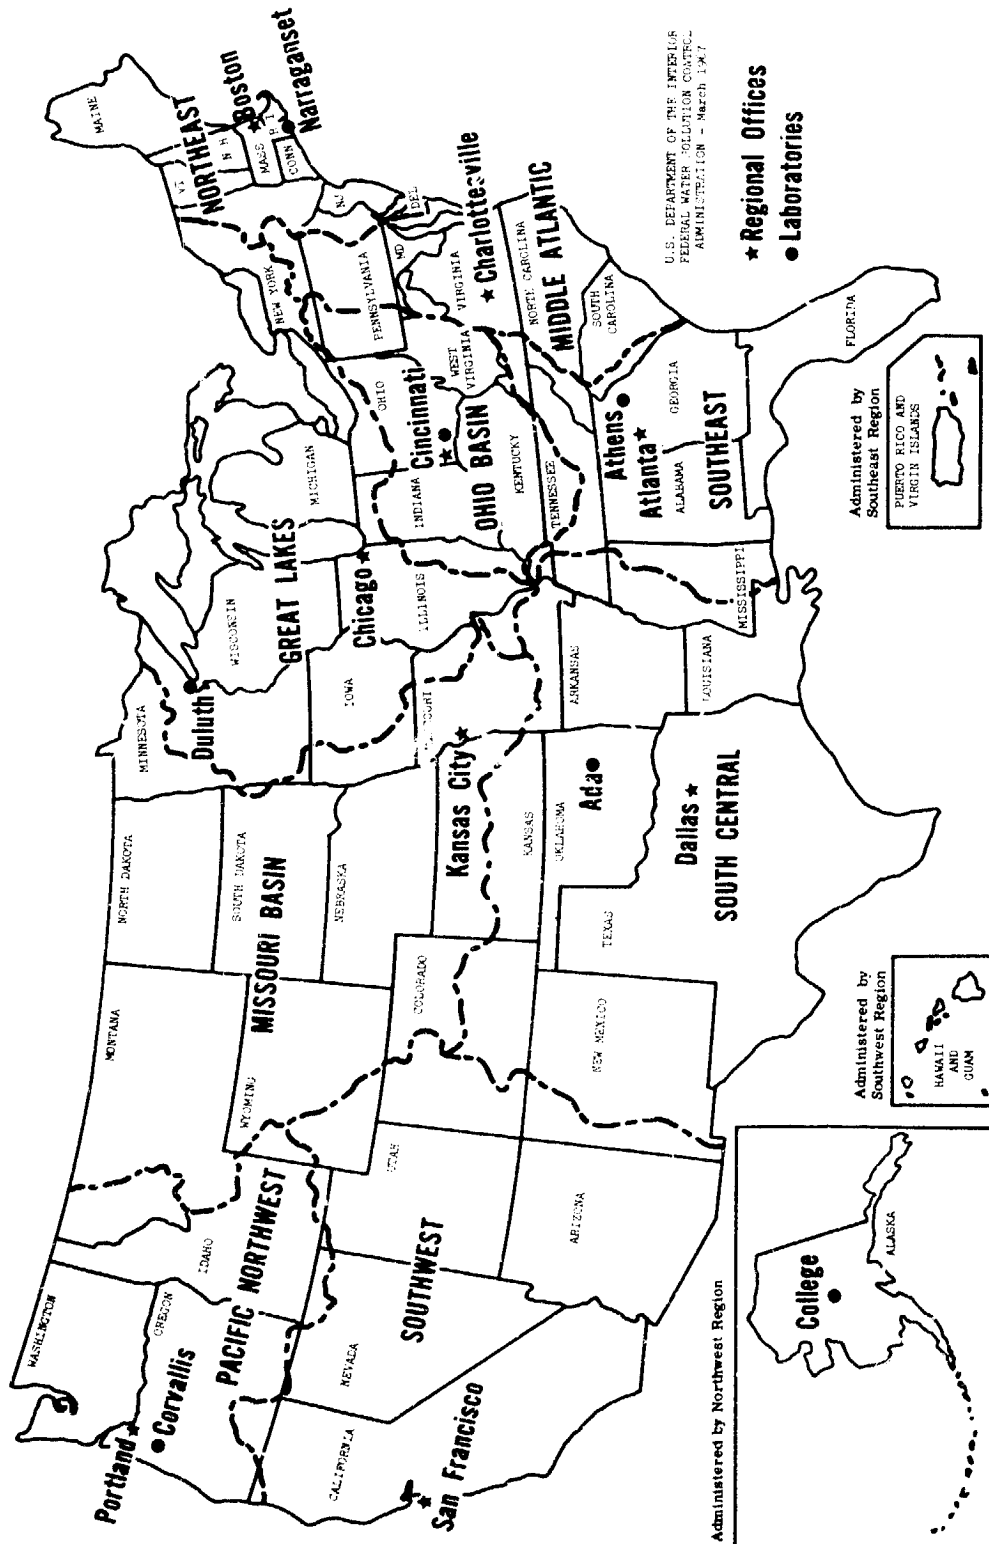 WASHINGTON
Portland
Corvallis
OREGON
PACIFIC NORTHWEST
IDAHO
MONTANA
NORTH DAKOTA
MINNESOTA
Duluth
WISCONSIN
GREAT LAKES
MICHIGAN
SOUTH DAKOTA
MISSOURI BASIN
WYOMING
NEBRASKA
IOWA
Chicago
ILLINOIS
INDIANA
OHIO
Cincinnati
OHIO BASIN
WEST
VIRGINIA
KENTUCKY
TENNESSEE
MAINE
VT
N H
NORTHEAST
Boston
MASS
R I
Narraganset
CONN
NEW YORK
PENNSYLVANIA
NJ
DEL
MD
VIRGINIA
Charlottesville
NORTH CAROLINA
MIDDLE ATLANTIC
SOUTH
CAROLINA
Athens
Atlanta
GEORGIA
ALABAMA
SOUTHEAST
FLORIDA
MISSISSIPPI
LOUISIANA
ARKANSAS
MISSOURI
Kansas City
KANSAS
OKLAHOMA
Ada
Dallas
SOUTH CENTRAL
TEXAS
COLORADO
NEW MEXICO
UTAH
ARIZONA
SOUTHWEST
NEVADA
CALIFORNIA
San Francisco
U.S. DEPARTMENT OF THE INTERIOR
FEDERAL WATER POLLUTION CONTROL
ADMINISTRATION - March 1967
★ Regional Offices
● Laboratories
Administered by Northwest Region
College
ALASKA
Administered by
Southwest Region
HAWAII
AND
GUAM
Administered by
Southeast Region
PUERTO RICO AND
VIRGIN ISLANDS